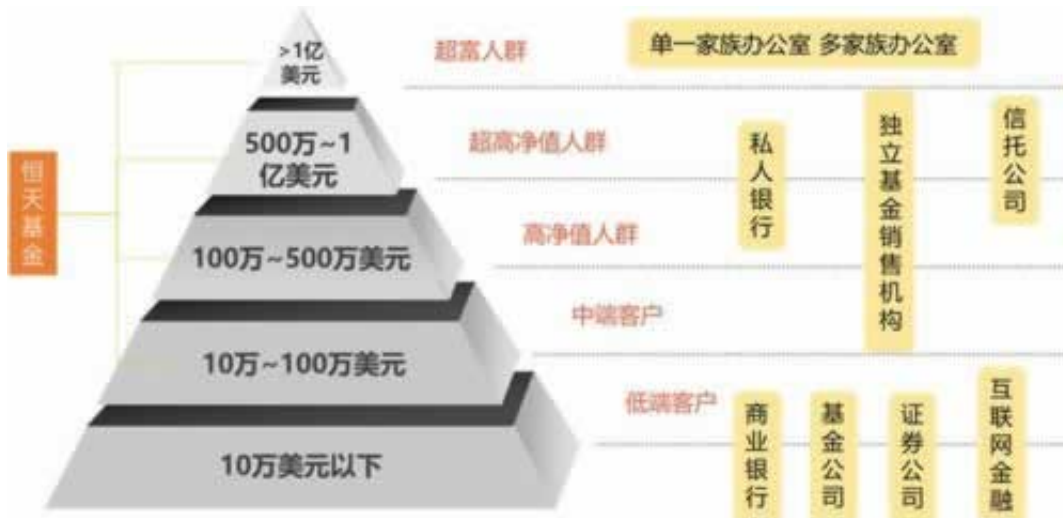 >1亿
美元
超富人群
单一家族办公室 多家族办公室
500万~1
亿美元
超高净值人群
私人银行
独立基金销售机构
信托公司
恒天基金
100万~500万美元
高净值人群
10万~100万美元
中端客户
10万美元以下
低端客户
商业银行
基金公司
证券公司
互联网金融